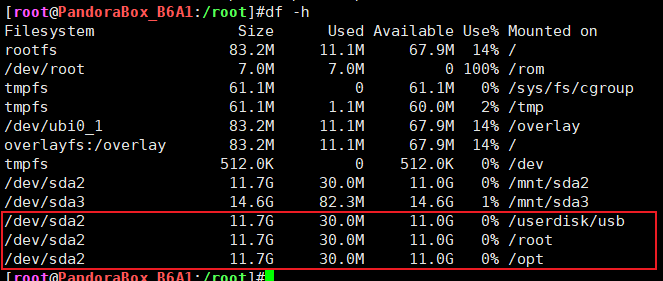 [root@PandoraBox_B6A1:/root]#df -h
Filesystem                Size      Used Available Use% Mounted on
rootfs                   83.2M     11.1M     67.9M  14% /
/dev/root                 7.0M      7.0M         0 100% /rom
tmpfs                    61.1M         0     61.1M   0% /sys/fs/cgroup
tmpfs                    61.1M      1.1M     60.0M   2% /tmp
/dev/ubi0_1              83.2M     11.1M     67.9M  14% /overlay
overlayfs:/overlay       83.2M     11.1M     67.9M  14% /
tmpfs                   512.0K         0    512.0K   0% /dev
/dev/sda2                11.7G     30.0M     11.0G   0% /mnt/sda2
/dev/sda3                14.6G     82.3M     14.6G   1% /mnt/sda3
/dev/sda2                11.7G     30.0M     11.0G   0% /userdisk/usb
/dev/sda2                11.7G     30.0M     11.0G   0% /root
/dev/sda2                11.7G     30.0M     11.0G   0% /opt
[root@PandoraBox_B6A1:/root]#